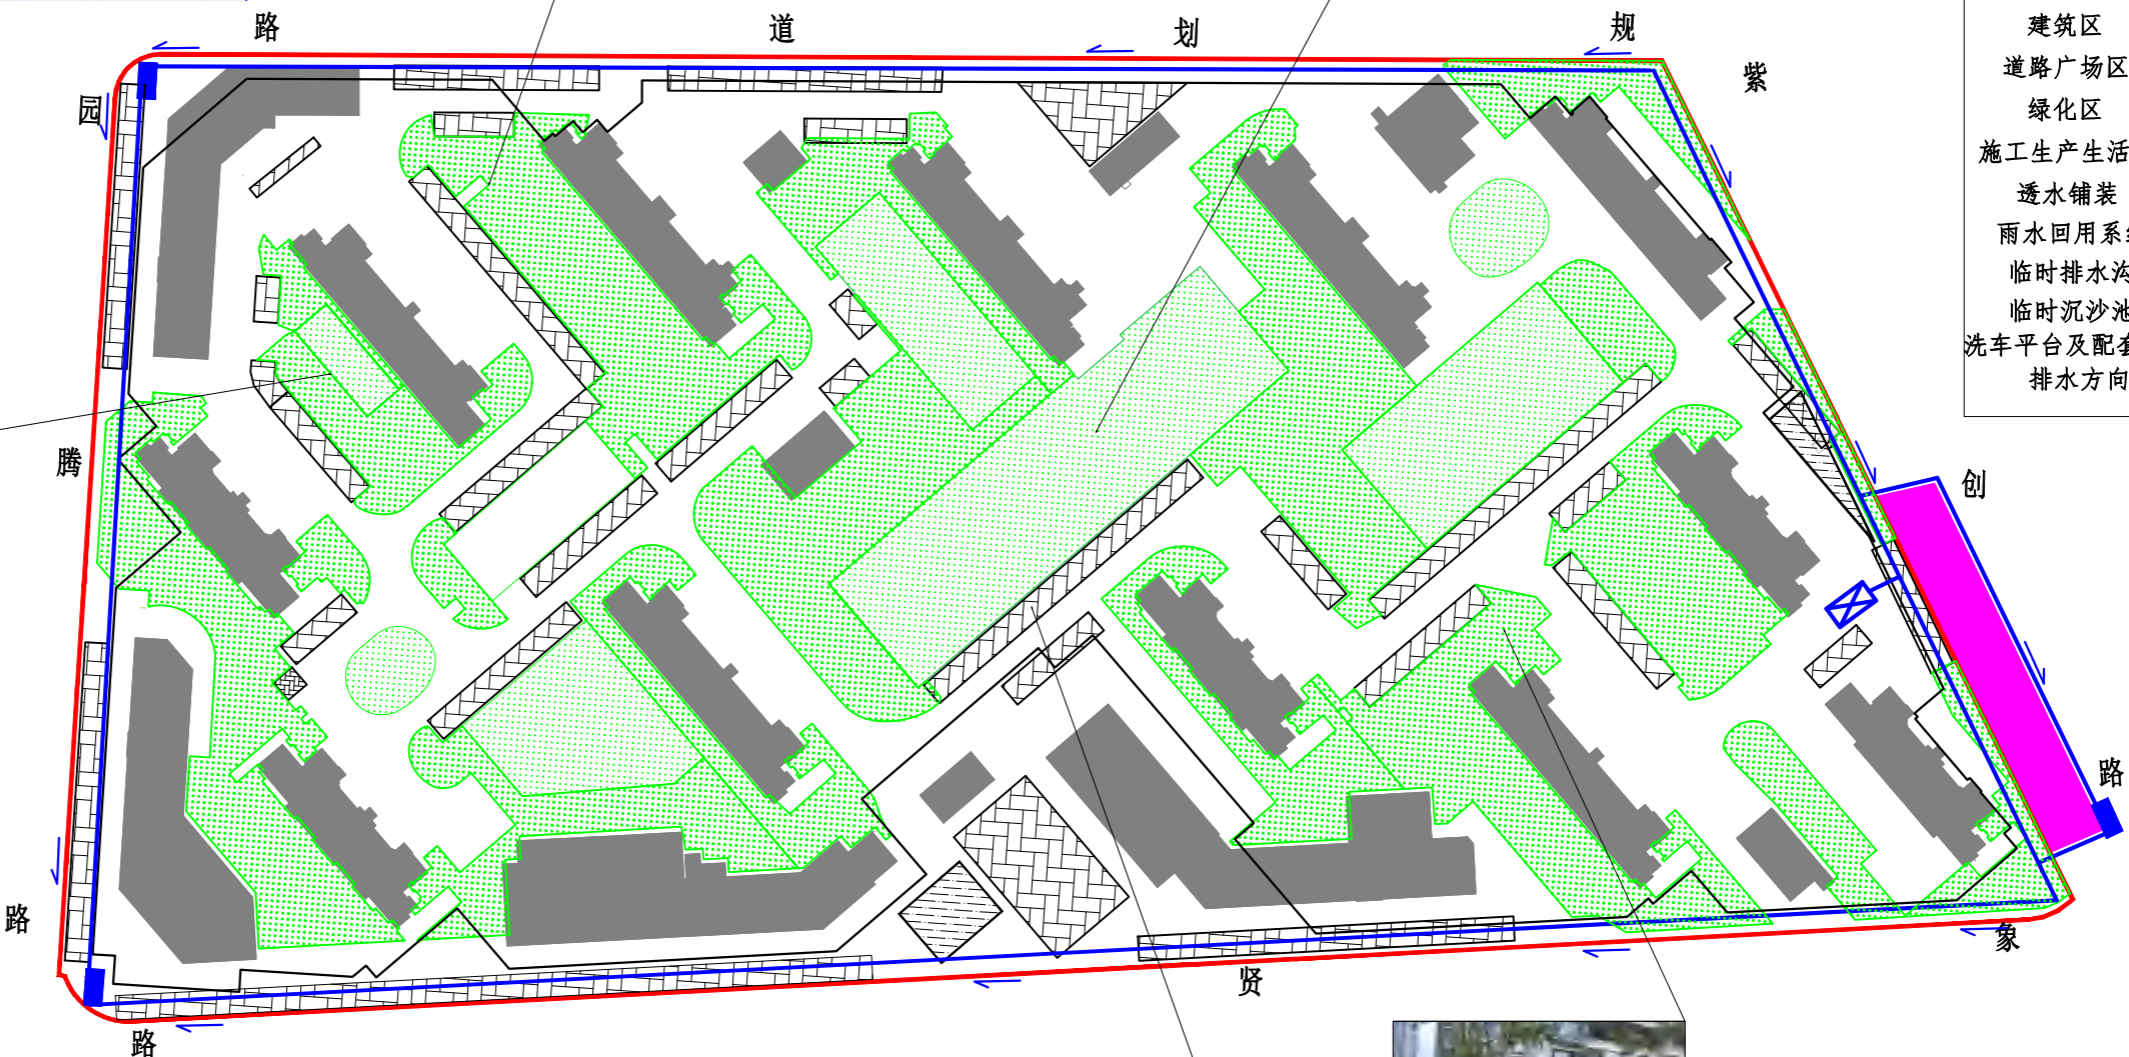 路 道 划 规
紫
园
腾
创
路
路
象
贤
路
建筑区
道路广场区
绿化区
施工生产生活
透水铺装
雨水回用系
临时排水沟
临时沉沙池
洗车平台及配套
排水方向